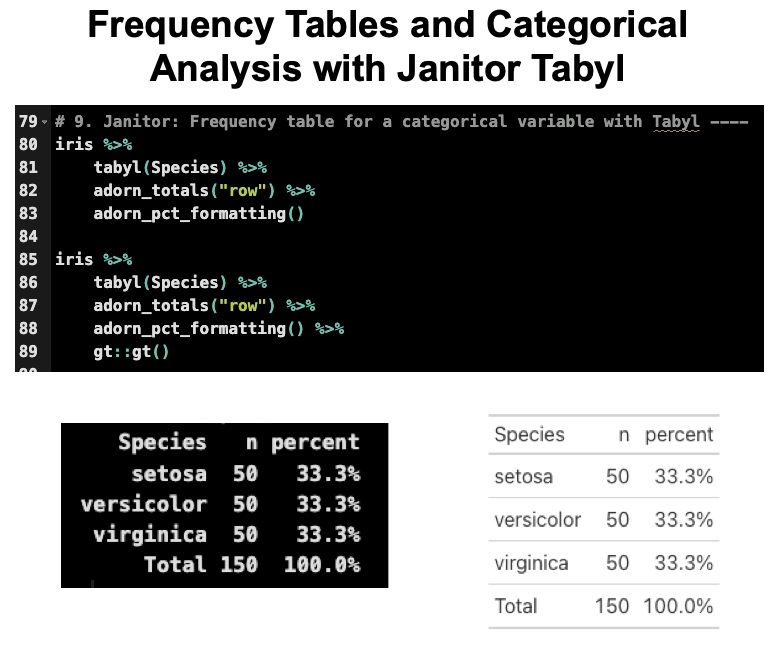 Frequency Tables and Categorical
Analysis with Janitor Tabyl
79 # 9. Janitor: Frequency table for a categorical variable with Tabyl ----
80 iris %>%
81     tabyl(Species) %>%
82     adorn_totals("row") %>%
83     adorn_pct_formatting()
84
85 iris %>%
86     tabyl(Species) %>%
87     adorn_totals("row") %>%
88     adorn_pct_formatting() %>%
89     gt::gt()
Species n percent
setosa 50 33.3%
versicolor 50 33.3%
virginica 50 33.3%
Total 150 100.0%
Species n percent
setosa 50 33.3%
versicolor 50 33.3%
virginica 50 33.3%
Total 150 100.0%